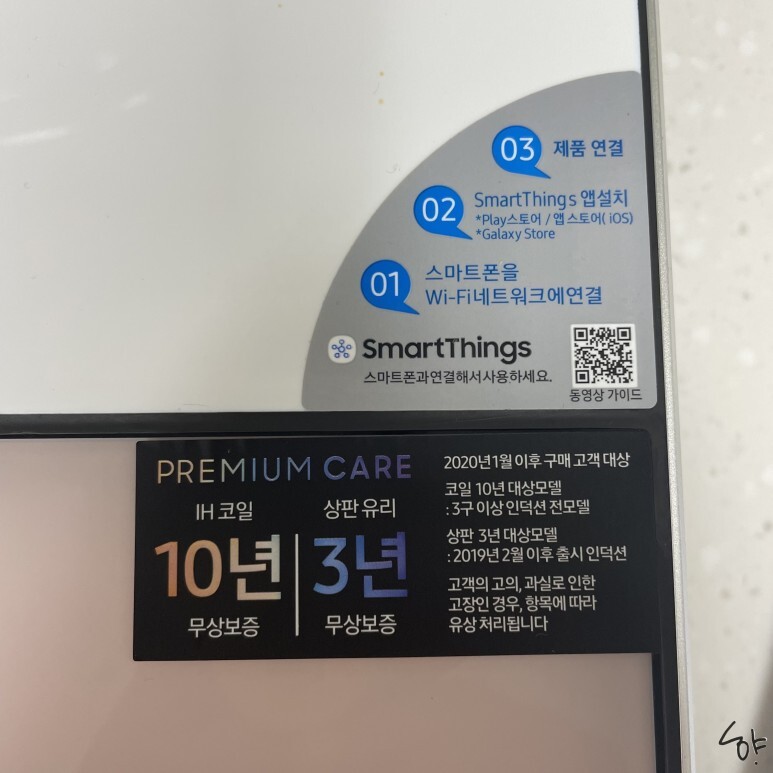 03 제품 연결
02 SmartThings 앱설치
*Play스토어 / 앱스토어(iOS)
*Galaxy Store
01 스마트폰을
Wi-Fi네트워크에연결
SmartThings
스마트폰과연결해서사용하세요.
동영상 가이드
PREMIUM CARE
IH 코일
10년
무상보증
상판 유리
3년
무상보증
2020년1월 이후 구매 고객 대상
코일 10년 대상모델
: 3구 이상 인덕션 전모델
상판 3년 대상모델
: 2019년 2월 이후 출시 인덕션
고객의 고의, 과실로 인한
고장인 경우, 항목에 따라
유상 처리됩니다